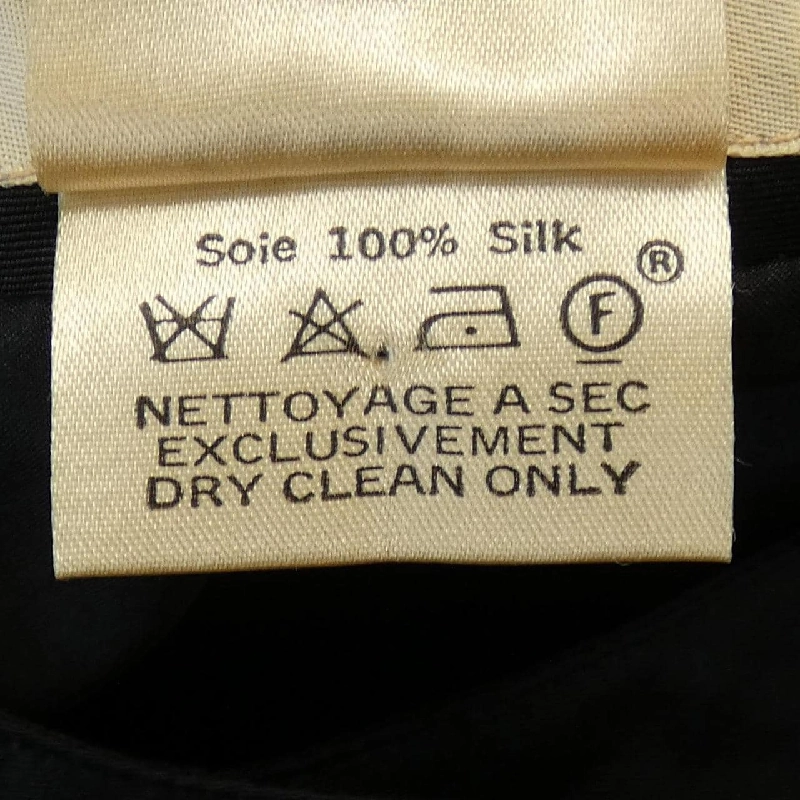 Soie 100% Silk
F ®
NETTOYAGE A SEC
EXCLUSIVEMENT
DRY CLEAN ONLY